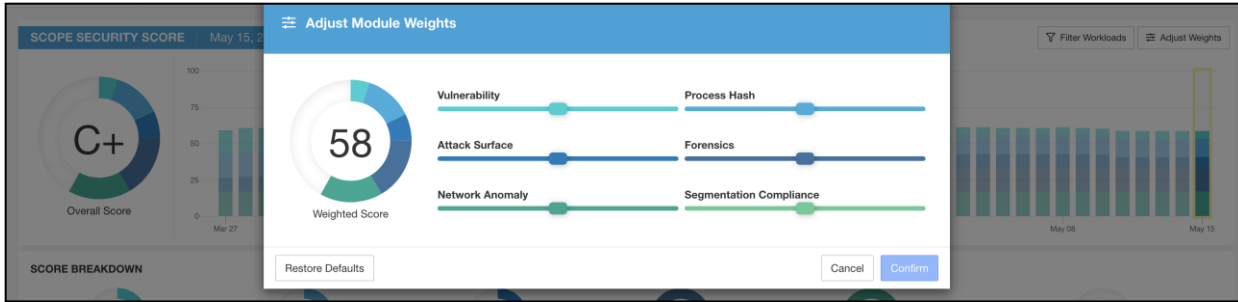 SCOPE SECURITY SCORE
May 15, 2
Adjust Module Weights
Filter Workloads
Adjust Weights
100
75
50
25
0
C+
Overall Score
Mar 27
58
Weighted Score
Vulnerability
Process Hash
Attack Surface
Forensics
Network Anomaly
Segmentation Compliance
May 08
May 15
Restore Defaults
Cancel
Confirm
SCORE BREAKDOWN